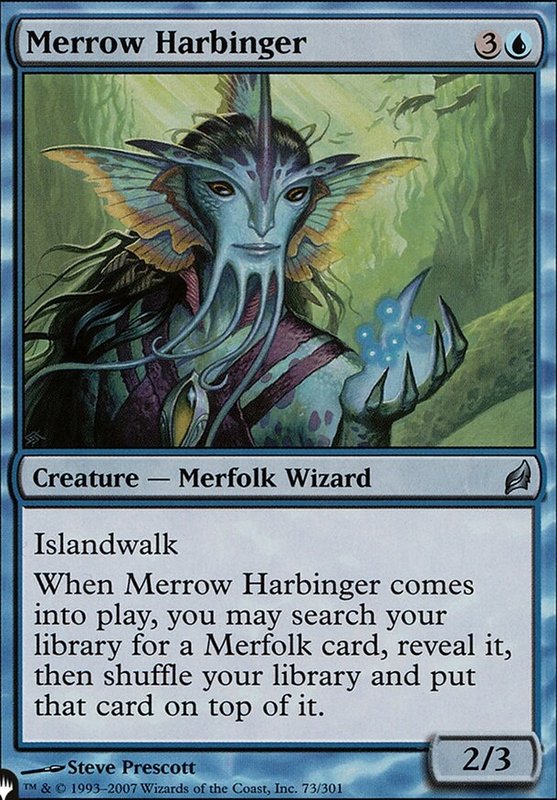 Merrow Harbinger 3
Creature — Merfolk Wizard
Islandwalk
When Merrow Harbinger comes
into play, you may search your
library for a Merfolk card, reveal it,
then shuffle your library and put
that card on top of it.
2/3
Steve Prescott
™ & © 1993–2007 Wizards of the Coast, Inc. 73/301